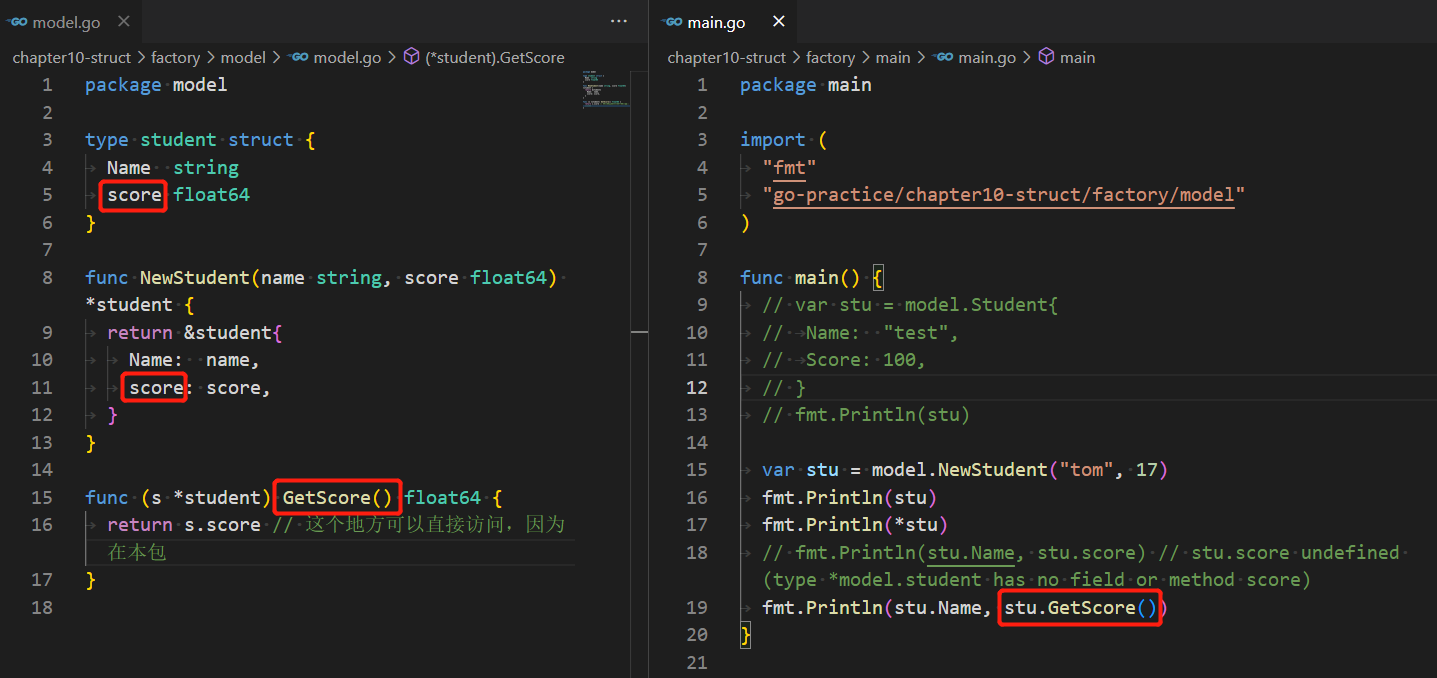 GO model.go ×
chapter10-struct > factory > model > GO model.go > (*student).GetScore
1 package model
2
3 type student struct {
4 Name string
5 score float64
6 }
7
8 func NewStudent(name string, score float64)
*student {
9 return &student{
10 Name: name,
11 score: score,
12 }
13 }
14
15 func (s *student) GetScore() float64 {
16 return s.score // 这个地方可以直接访问，因为
在本包
17 }
18
GO main.go ×
chapter10-struct > factory > main > GO main.go > main
1 package main
2
3 import (
4 "fmt"
5 "go-practice/chapter10-struct/factory/model"
6 )
7
8 func main() {
9 // var stu = model.Student{
10 // Name: "test",
11 // Score: 100,
12 // }
13 // fmt.Println(stu)
14
15 var stu = model.NewStudent("tom", 17)
16 fmt.Println(stu)
17 fmt.Println(*stu)
18 // fmt.Println(stu.Name, stu.score) // stu.score undefined
(type *model.student has no field or method score)
19 fmt.Println(stu.Name, stu.GetScore())
20 }
21